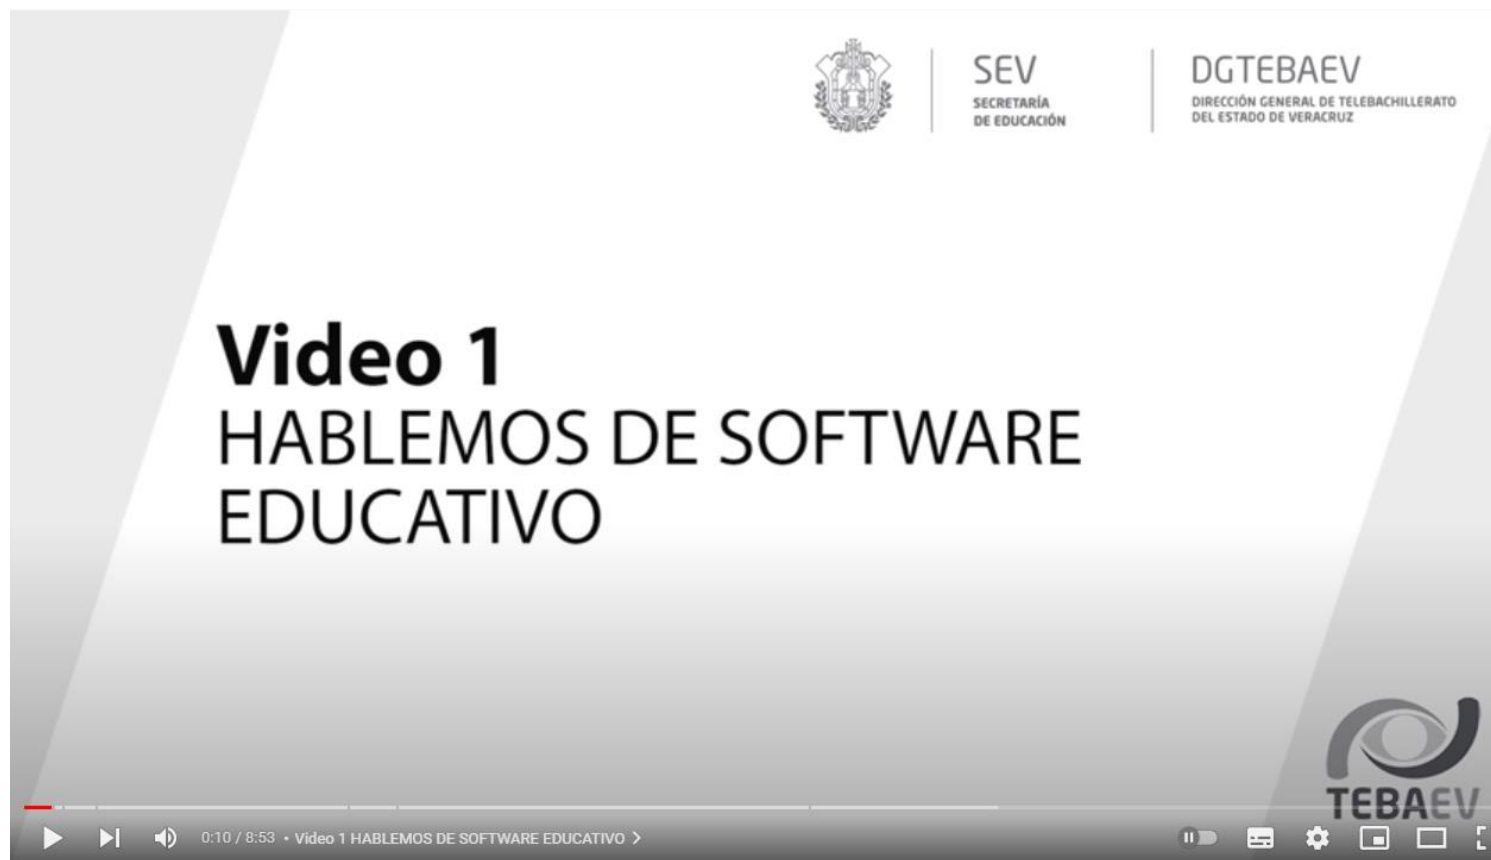 SEV
SECRETARÍA
DE EDUCACIÓN
DGTEBAEV
DIRECCIÓN GENERAL DE TELEBACHILLERATO
DEL ESTADO DE VERACRUZ
Video 1
HABLEMOS DE SOFTWARE
EDUCATIVO
TEBAEV
0:10 / 8:53 • Video 1 HABLEMOS DE SOFTWARE EDUCATIVO